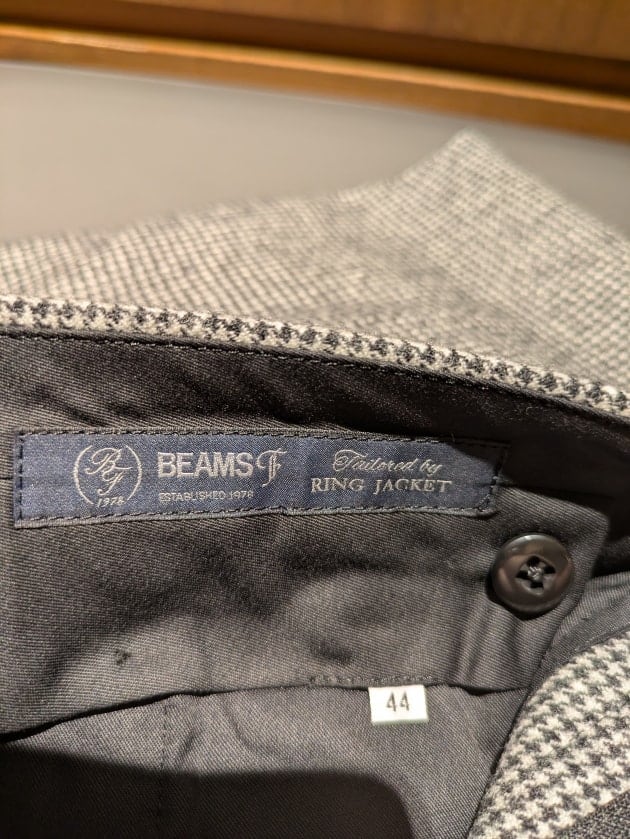 BF
1978
BEAMS F
ESTABLISHED 1978
Tailored by
RING JACKET
44